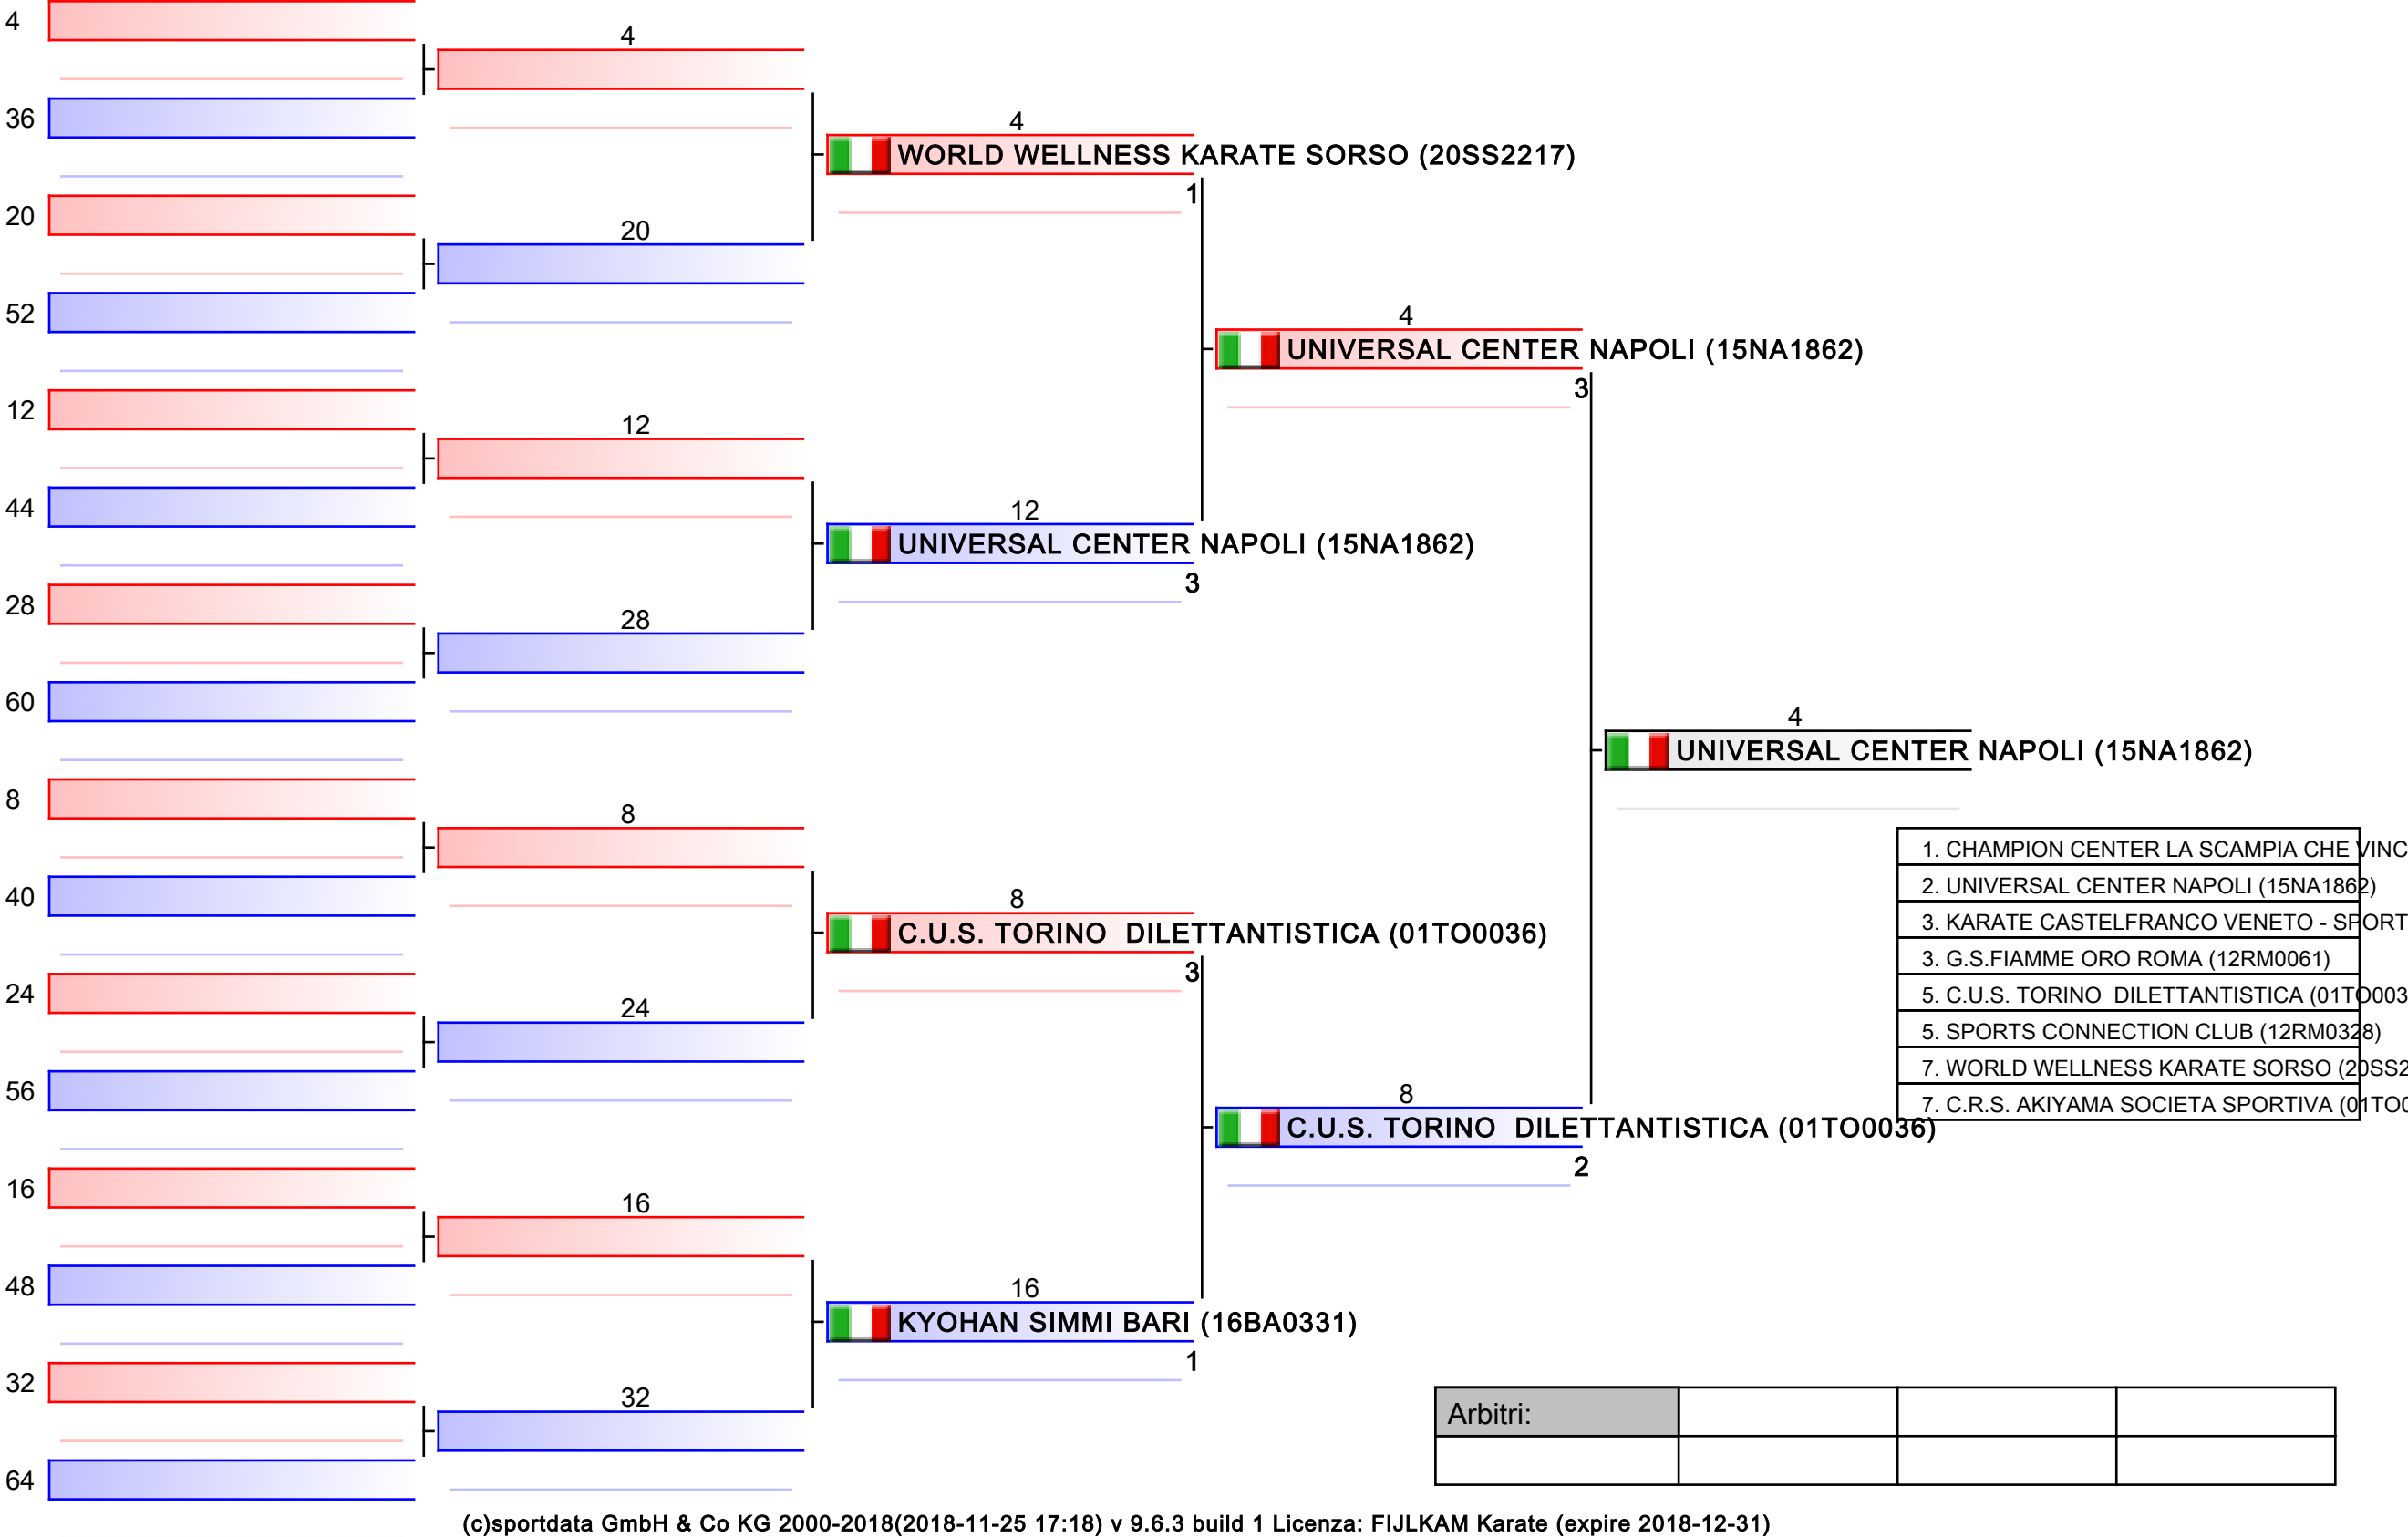 4
36
20
52
12
44
28
60
8
40
24
56
16
48
32
64
4
20
12
28
8
24
16
32
4
WORLD WELLNESS KARATE SORSO (20SS2217)
1
12
UNIVERSAL CENTER NAPOLI (15NA1862)
3
8
C.U.S. TORINO  DILETTANTISTICA (01TO0036)
3
16
KYOHAN SIMMI BARI (16BA0331)
1
4
UNIVERSAL CENTER NAPOLI (15NA1862)
3
8
C.U.S. TORINO  DILETTANTISTICA (01TO0036)
2
4
UNIVERSAL CENTER NAPOLI (15NA1862)
1. CHAMPION CENTER LA SCAMPIA CHE VINC
2. UNIVERSAL CENTER NAPOLI (15NA1862)
3. KARATE CASTELFRANCO VENETO - SPORT
3. G.S.FIAMME ORO ROMA (12RM0061)
5. C.U.S. TORINO  DILETTANTISTICA (01TO003
5. SPORTS CONNECTION CLUB (12RM0328)
7. WORLD WELLNESS KARATE SORSO (20SS2
7. C.R.S. AKIYAMA SOCIETA SPORTIVA (01TO0
Arbitri:
(c)sportdata GmbH & Co KG 2000-2018(2018-11-25 17:18) v 9.6.3 build 1 Licenza: FIJLKAM Karate (expire 2018-12-31)